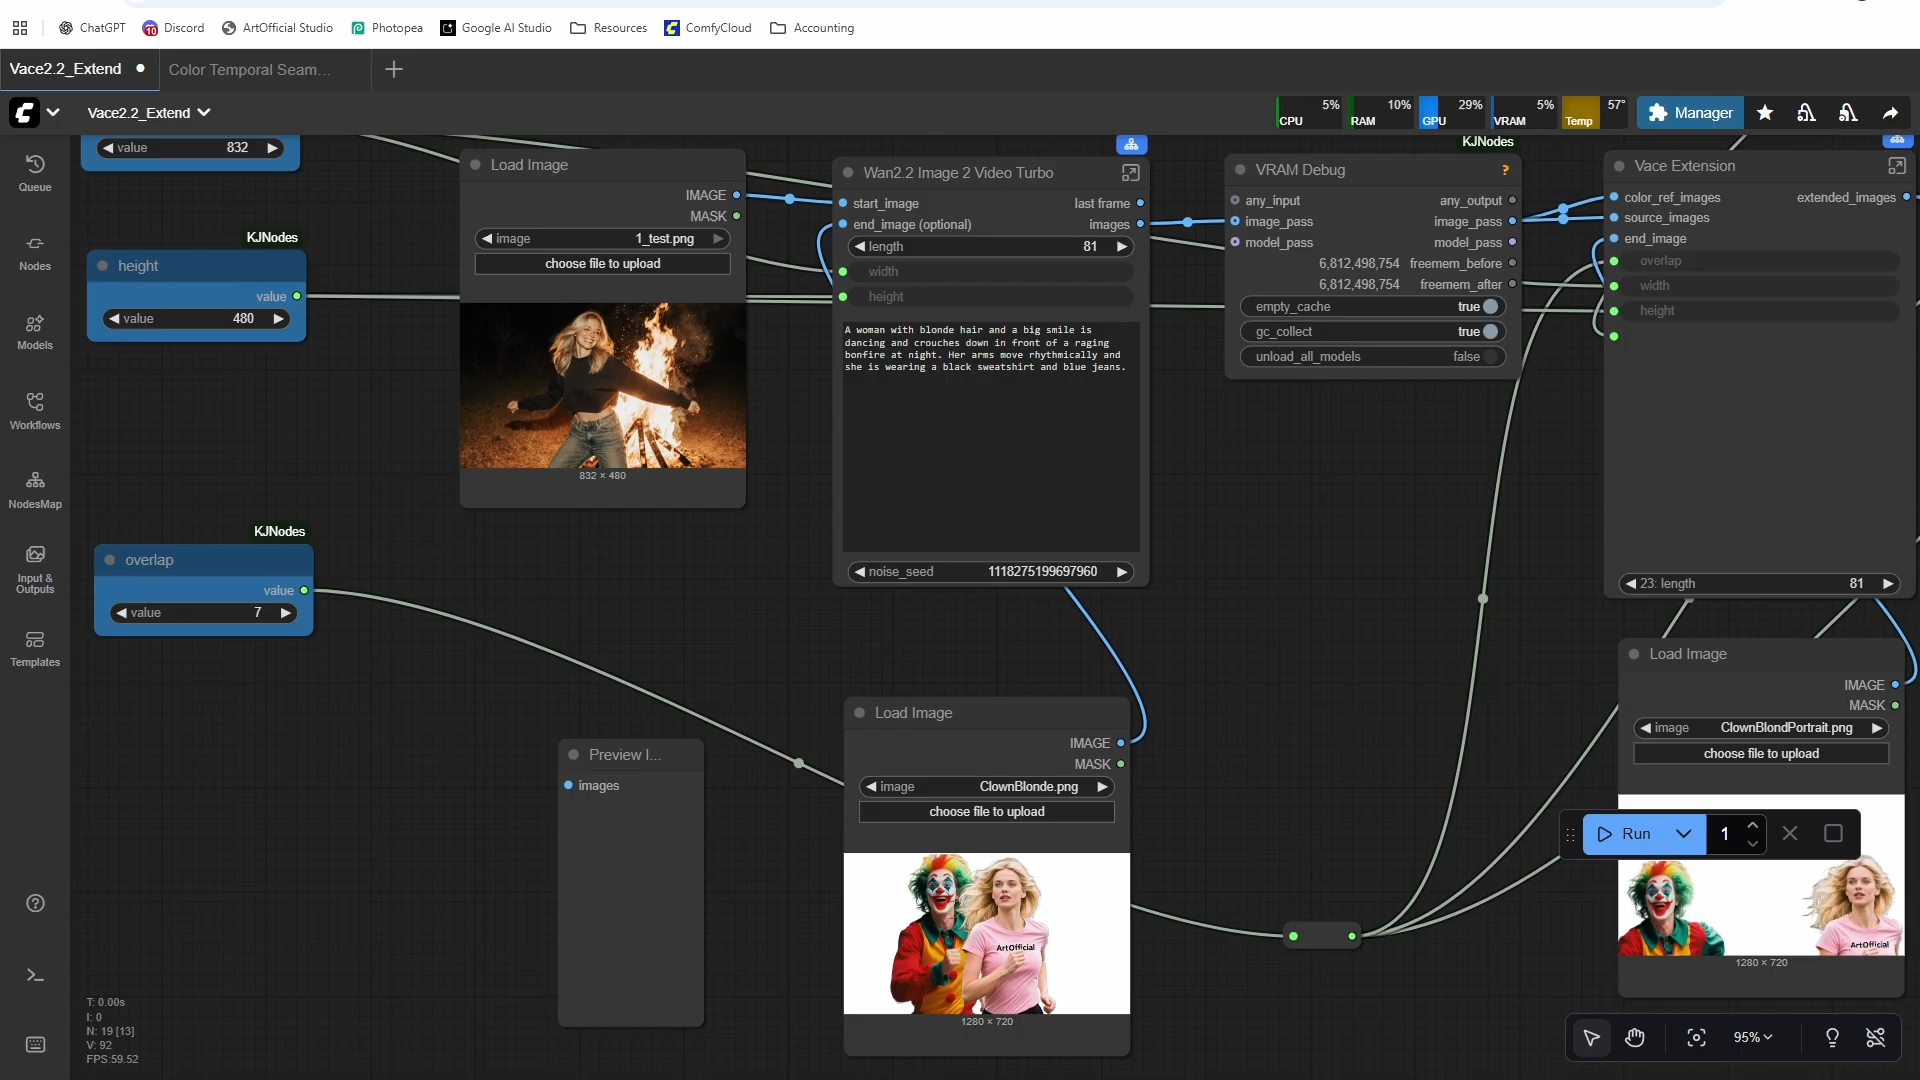 ChatGPT
Discord
10
ArtOfficial Studio
Photopea
Google AI Studio
Resources
ComfyCloud
Accounting
Vace2.2_Extend
Color Temporal Seam...
Vace2.2_Extend
CPU 5%
RAM 10%
GPU 29%
VRAM 5%
Temp 57°
Manager
Queue
Nodes
Models
Workflows
NodesMap
Input &
Outputs
Templates
value 832
KJNodes
height
value
value 480
KJNodes
overlap
value
value 7
Load Image
IMAGE
MASK
image 1_test.png
choose file to upload
832 × 480
Wan2.2 Image 2 Video Turbo
start_image last frame
end_image (optional) images
length 81
width
height
A woman with blonde hair and a big smile is
dancing and crouches down in front of a raging
bonfire at night. Her arms move rhythmically and
she is wearing a black sweatshirt and blue jeans.
noise_seed 1118275199697960
KJNodes
VRAM Debug ?
any_input any_output
image_pass image_pass
model_pass model_pass
6,812,498,754 freemem_before
6,812,498,754 freemem_after
empty_cache true
gc_collect true
unload_all_models false
Vace Extension
color_ref_images extended_images
source_images
end_image
overlap
width
height
23: length 81
Preview I...
images
Load Image
IMAGE
MASK
image ClownBlonde.png
choose file to upload
ArtOfficial
1280 × 720
Load Image
IMAGE
MASK
image ClownBlondPortrait.png
choose file to upload
Run 1
ArtOfficial
1280 × 720
T: 0.00s
I: 0
N: 19 [13]
V: 92
FPS:59.52
95%